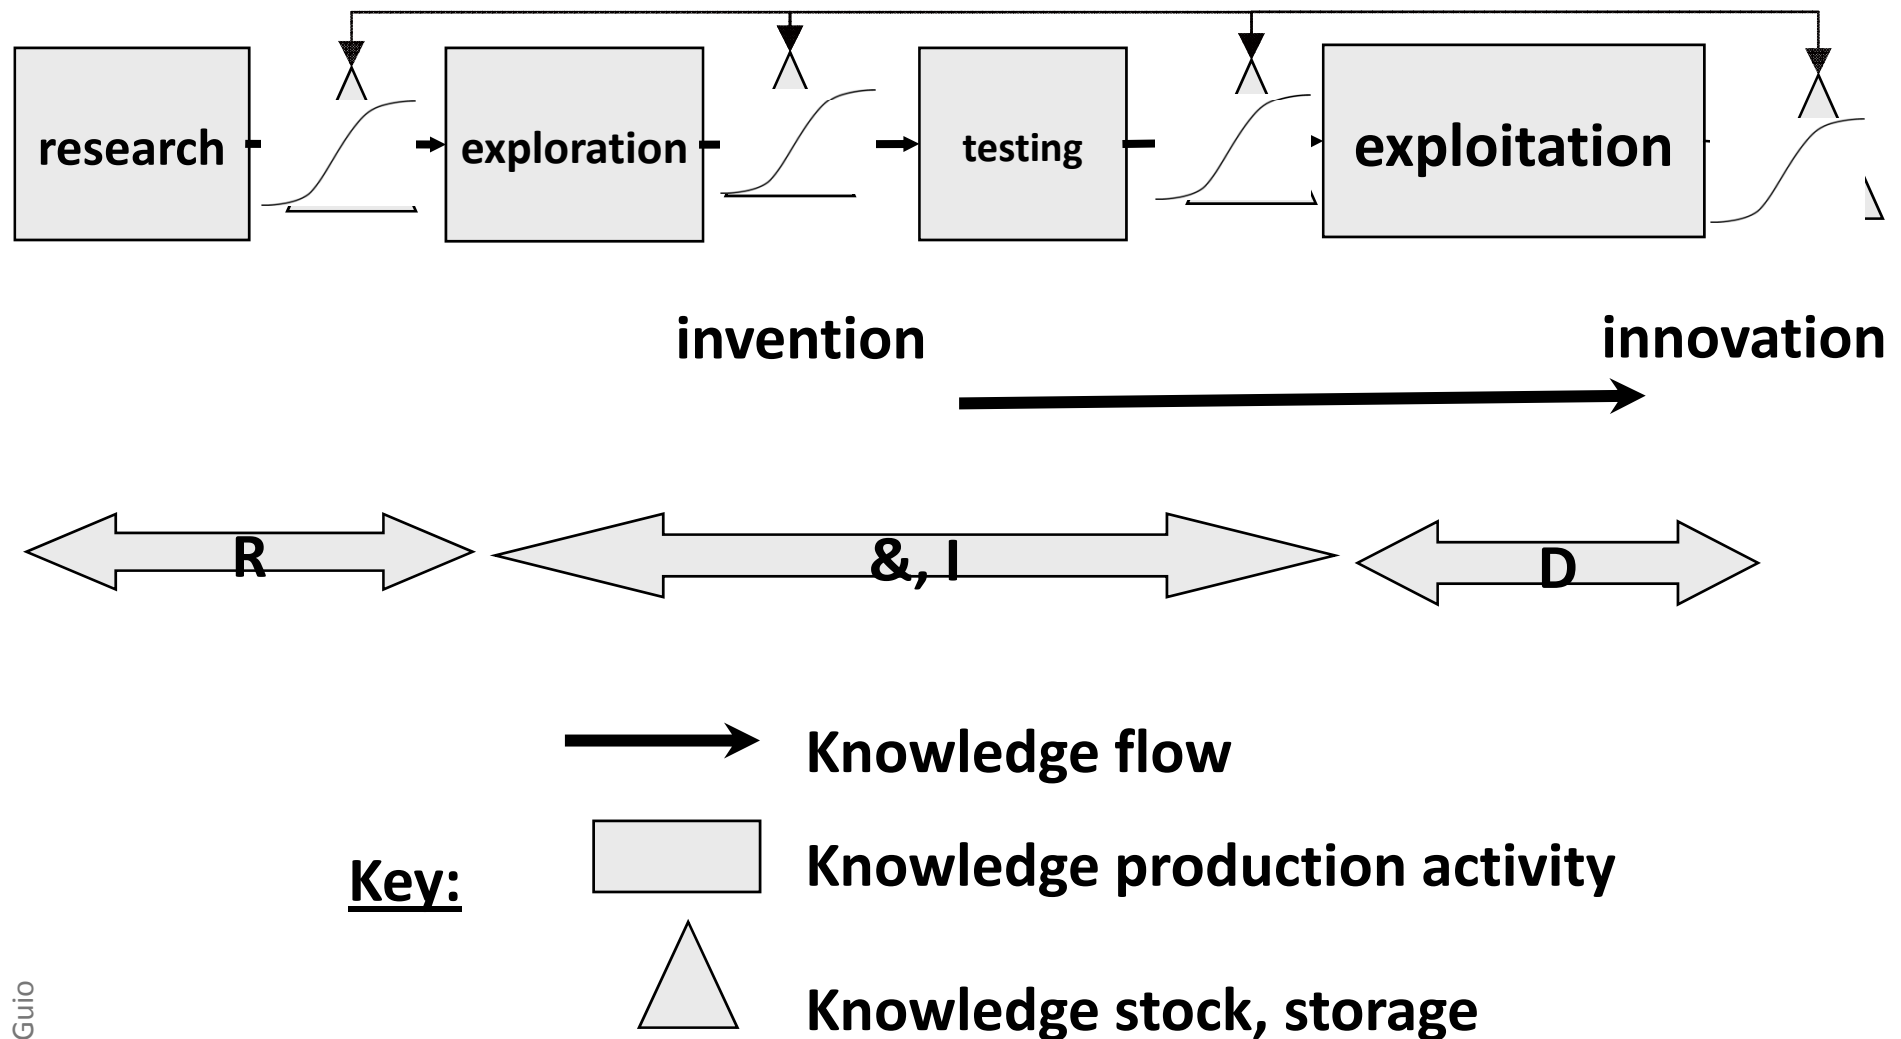 research
exploration
testing
exploitation
invention
innovation
R
&, I
D
Knowledge flow
Key:
Knowledge production activity
Knowledge stock, storage
Guio